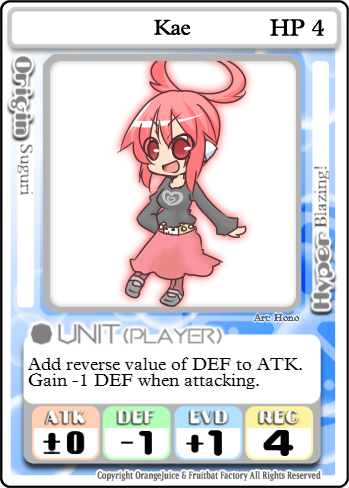 Kae HP 4
Origin Suguri
Hyper Blazing!
Art: Hono
UNIT (PLAYER)
Add reverse value of DEF to ATK.
Gain -1 DEF when attacking.
ATK DEF EVD REC
±0 -1 +1 4
Copyright Orangejuice & Fruitbat Factory All Rights Reserved